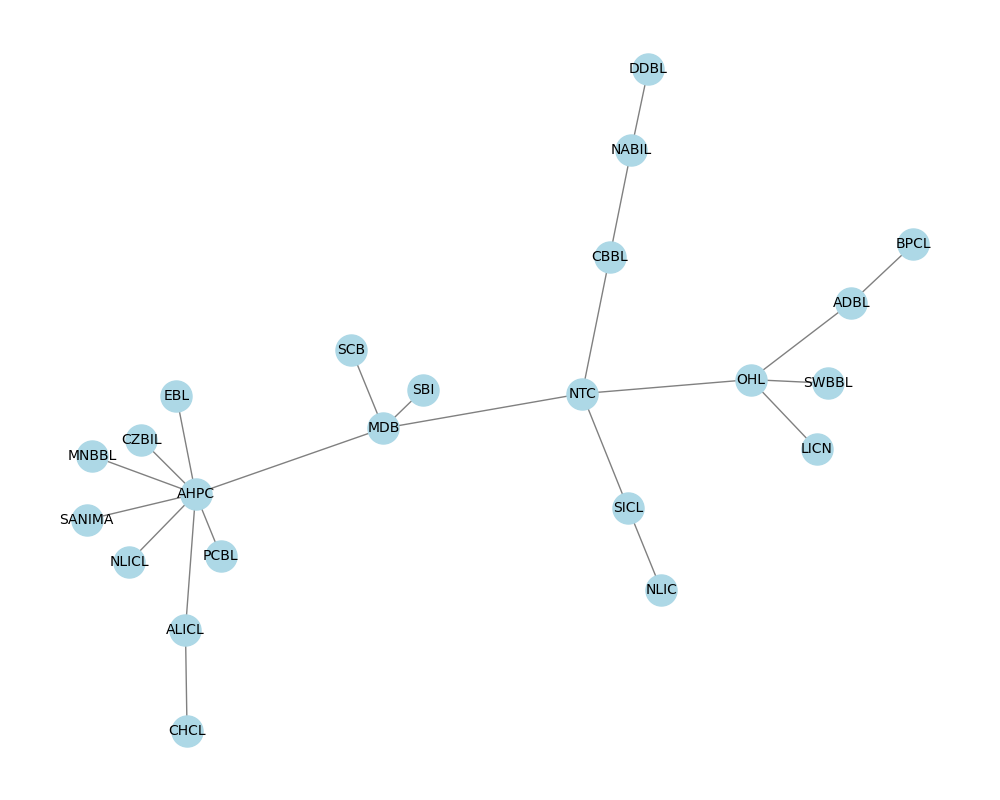 DDBL
NABIL
BPCL
CBBL
ADBL
SCB
OHL
SWBBL
SBI
NTC
EBL
MDB
CZBIL
LICN
MNBBL
AHPC
SICL
SANIMA
PCBL
NLICL
NLIC
ALICL
CHCL